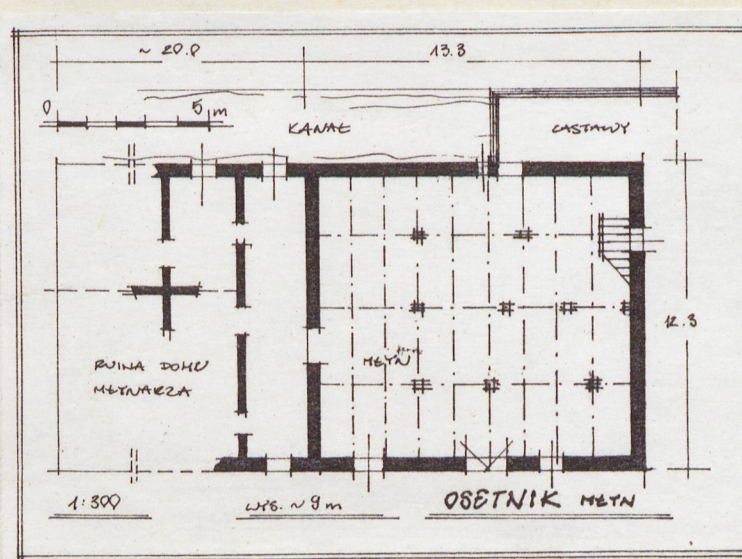 ~ 20.0 13.3
0 5 m
KANAŁ ZASTAWY
12.3
MŁYN
RUINA DOMU
MŁYNARZA
1:300 WYS. ~ 9 m OSETNIK MŁYN